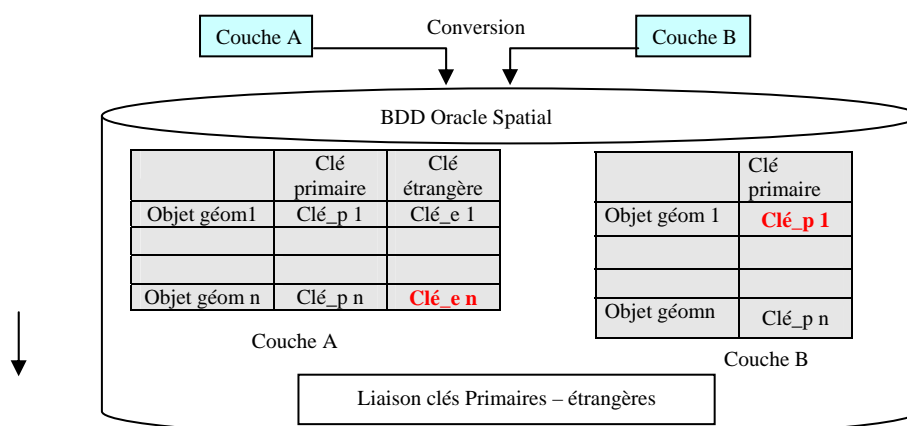 Couche A
Conversion
Couche B
BDD Oracle Spatial
Clé primaire
Clé étrangère
Objet géom1
Clé_p 1
Clé_e 1
Objet géom n
Clé_p n
Clé_e n
Couche A
Clé primaire
Objet géom 1
Clé_p 1
Objet géomn
Clé_p n
Couche B
Liaison clés Primaires – étrangères